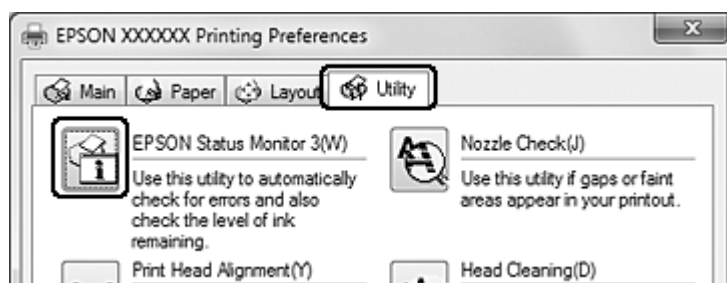 EPSON XXXXXX Printing Preferences
Main Paper Layout Utility
EPSON Status Monitor 3(W)
Use this utility to automatically
check for errors and also
check the level of ink
remaining.
Nozzle Check(J)
Use this utility if gaps or faint
areas appear in your printout.
Print Head Alignment(Y)
Head Cleaning(D)